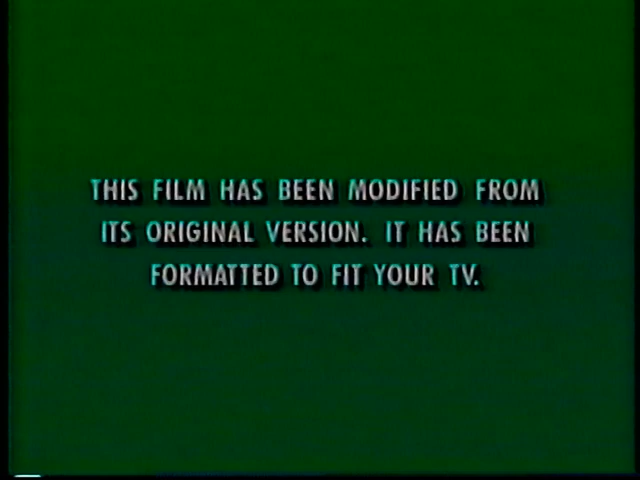 THIS FILM HAS BEEN MODIFIED FROM
ITS ORIGINAL VERSION. IT HAS BEEN
FORMATTED TO FIT YOUR TV.